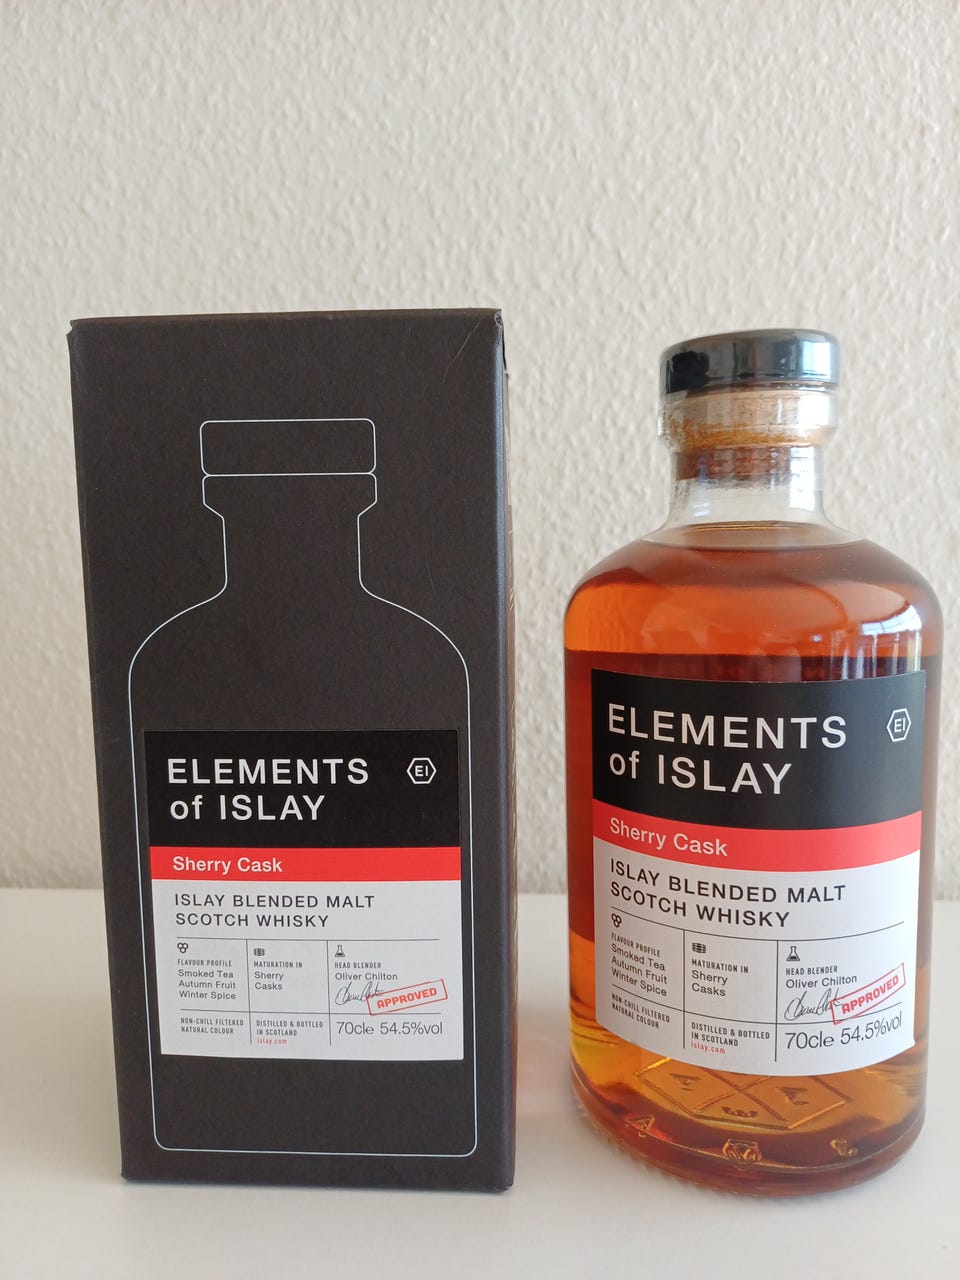 ELEMENTS
of ISLAY
EI
Sherry Cask
ISLAY BLENDED MALT
SCOTCH WHISKY
FLAVOUR PROFILE
Smoked Tea
Autumn Fruit
Winter Spice
MATURATION IN
Sherry
Casks
HEAD BLENDER
Oliver Chilton
APPROVED
NON-CHILL FILTERED
NATURAL COLOUR
DISTILLED & BOTTLED
IN SCOTLAND
islay.com
70cle 54.5%vol
ELEMENTS
of ISLAY
EI
Sherry Cask
ISLAY BLENDED MALT
SCOTCH WHISKY
FLAVOUR PROFILE
Smoked Tea
Autumn Fruit
Winter Spice
MATURATION IN
Sherry
Casks
HEAD BLENDER
Oliver Chilton
APPROVED
NON-CHILL FILTERED
NATURAL COLOUR
DISTILLED & BOTTLED
IN SCOTLAND
islay.com
70cle 54.5%vol